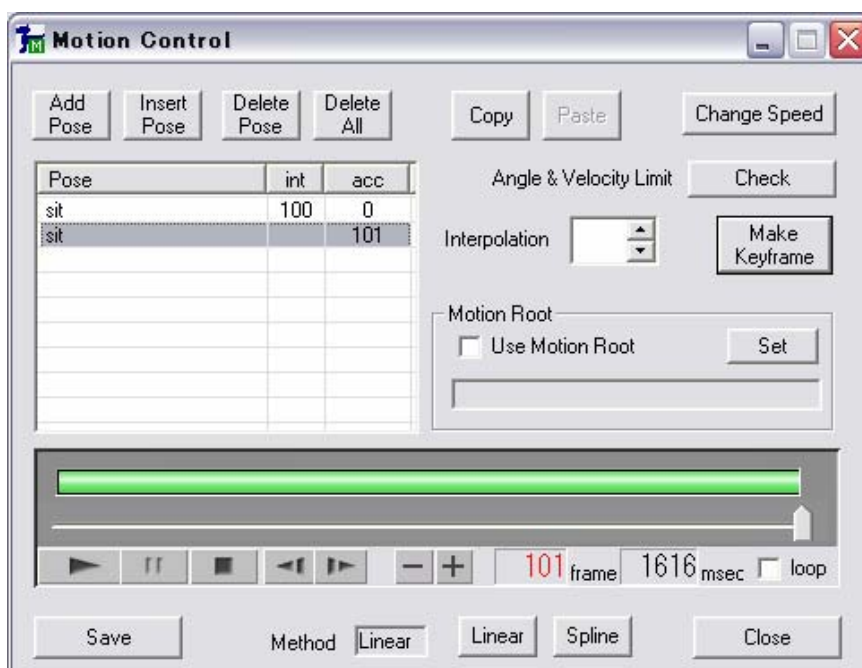 Motion Control
Add Pose
Insert Pose
Delete Pose
Delete All
Copy
Paste
Change Speed
Pose int acc
sit 100 0
sit 101
Angle & Velocity Limit
Check
Interpolation
Make Keyframe
Motion Root
Use Motion Root
Set
101 frame 1616 msec loop
Save
Method Linear
Linear
Spline
Close